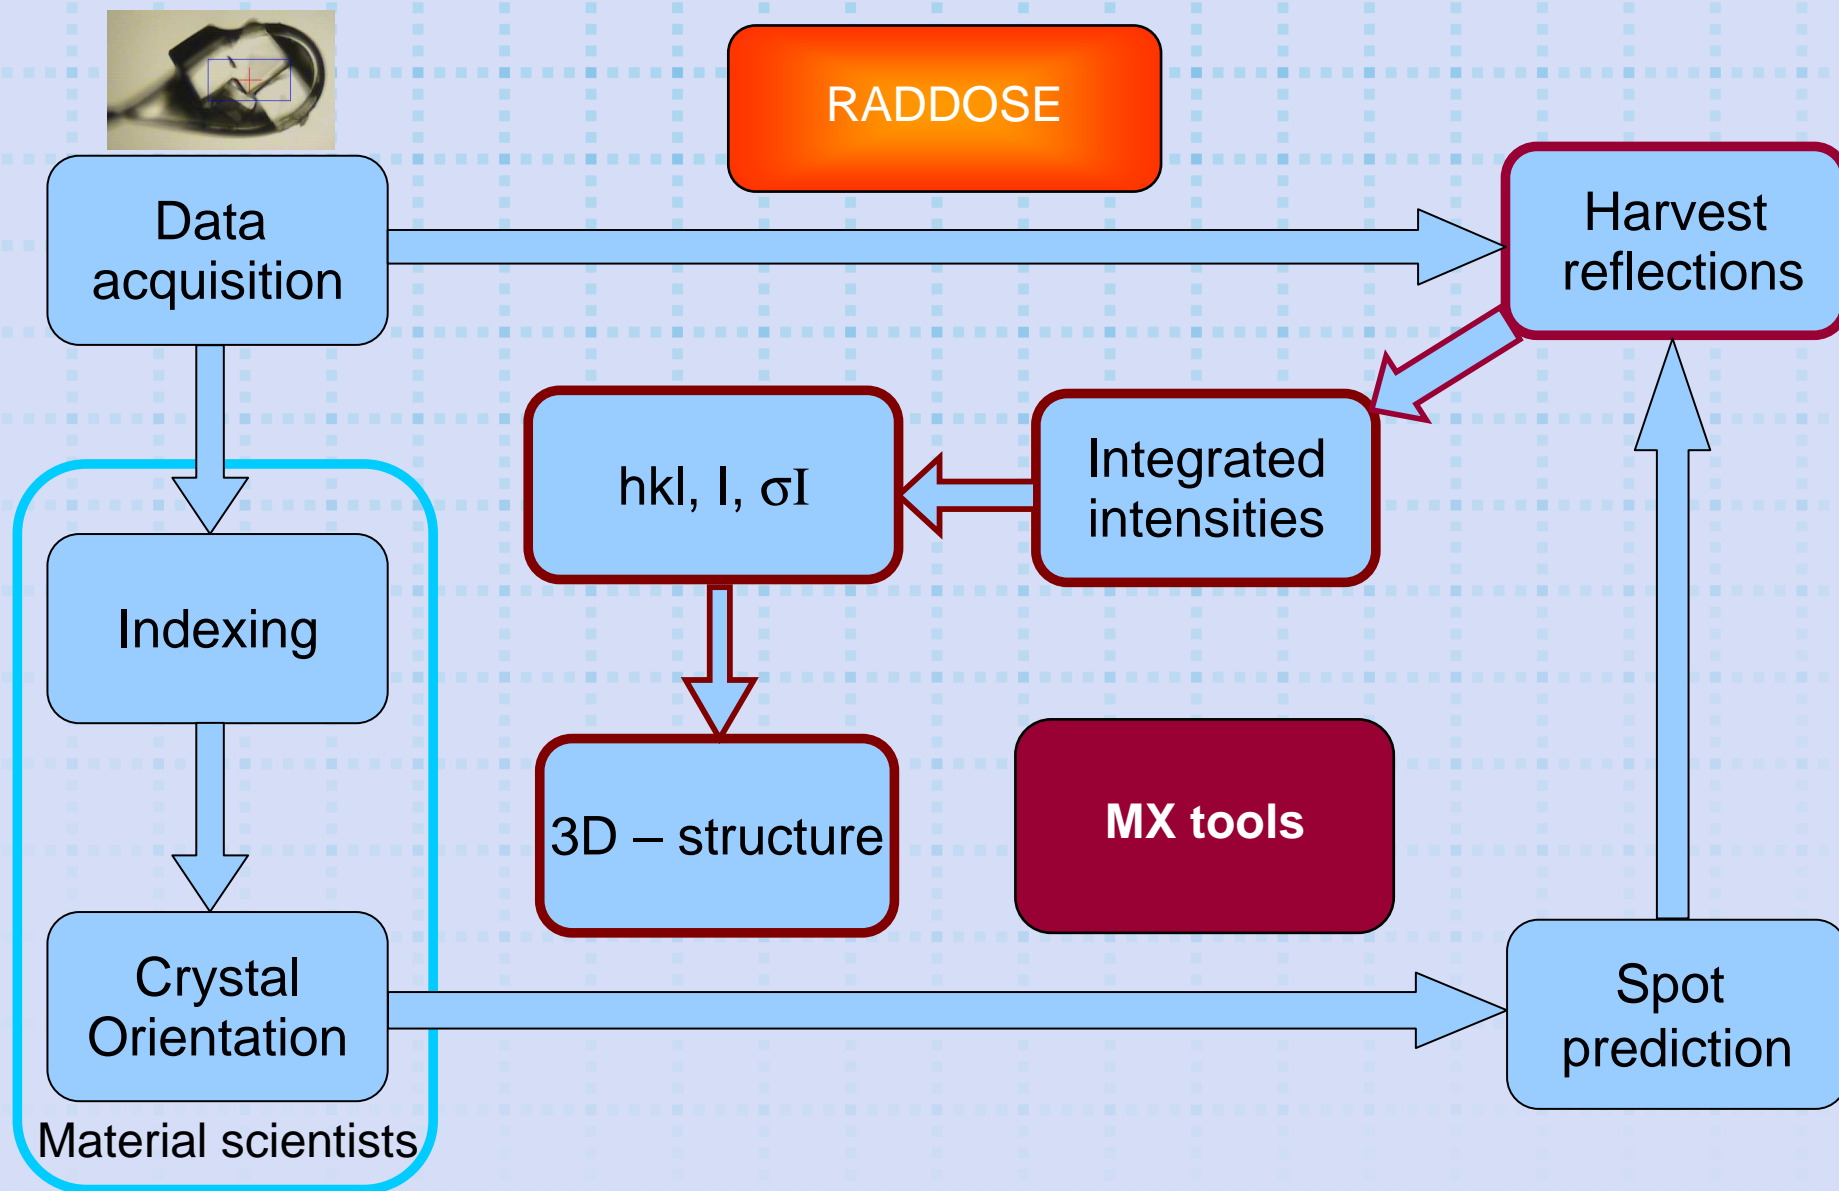 RADDOSE
Data
acquisition
Harvest
reflections
hkl, I, σI
Integrated
intensities
Indexing
3D – structure
MX tools
Crystal
Orientation
Spot
prediction
Material scientists